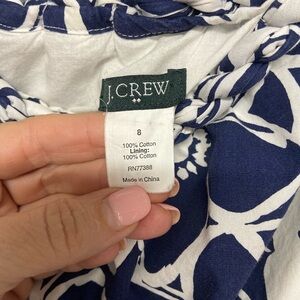 J.CREW
8
100% Cotton
Lining:
100% Cotton
RN77388
Made in China